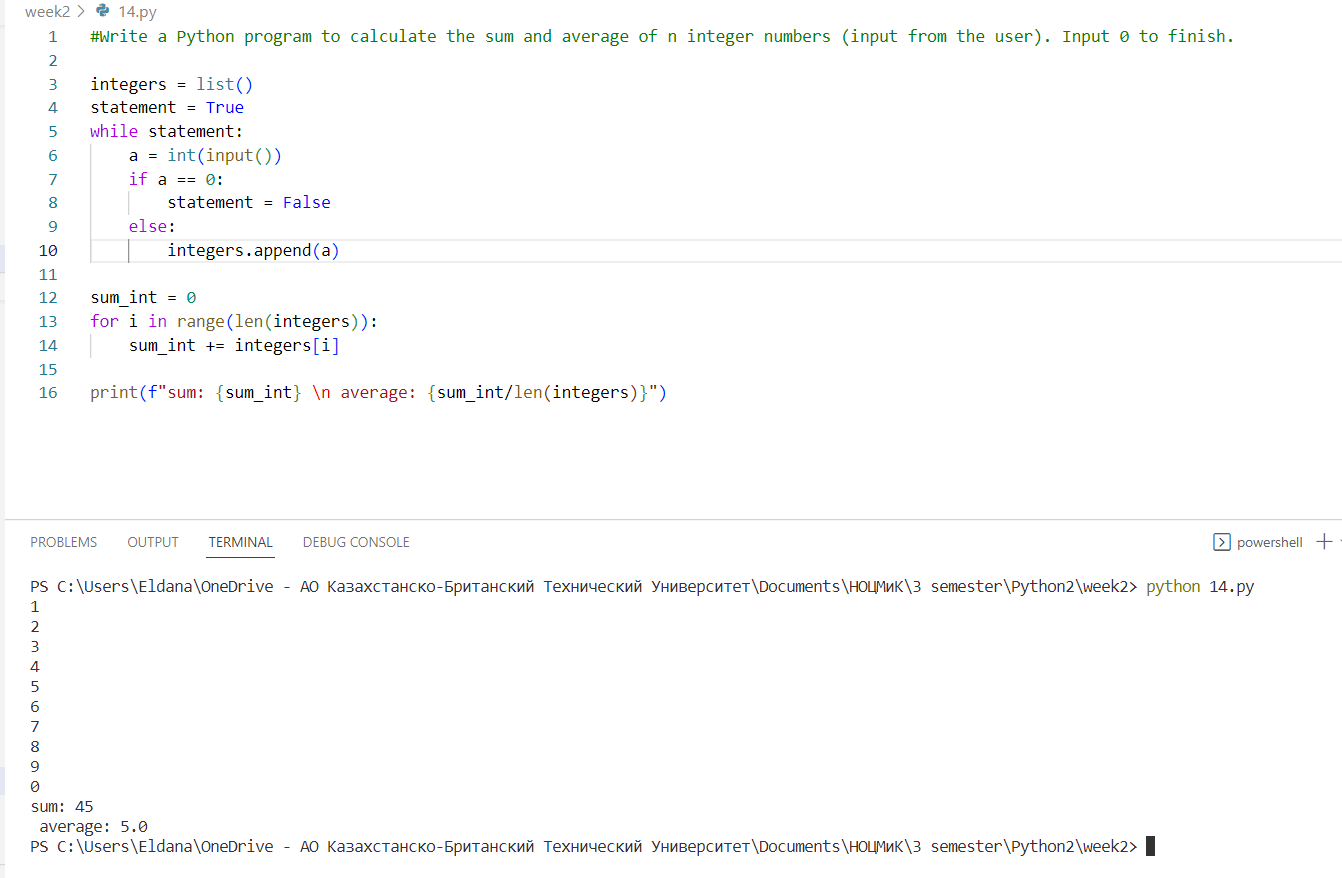 week2 > 14.py
1 #Write a Python program to calculate the sum and average of n integer numbers (input from the user). Input 0 to finish.
2
3 integers = list()
4 statement = True
5 while statement:
6     a = int(input())
7     if a == 0:
8         statement = False
9     else:
10         integers.append(a)
11
12 sum_int = 0
13 for i in range(len(integers)):
14     sum_int += integers[i]
15
16 print(f"sum: {sum_int} \n average: {sum_int/len(integers)}")
PROBLEMS OUTPUT TERMINAL DEBUG CONSOLE powershell
PS C:\Users\Eldana\OneDrive - АО Казахстанско-Британский Технический Университет\Documents\НОЦМиК\3 semester\Python2\week2> python 14.py
1
2
3
4
5
6
7
8
9
0
sum: 45
 average: 5.0
PS C:\Users\Eldana\OneDrive - АО Казахстанско-Британский Технический Университет\Documents\НОЦМиК\3 semester\Python2\week2>